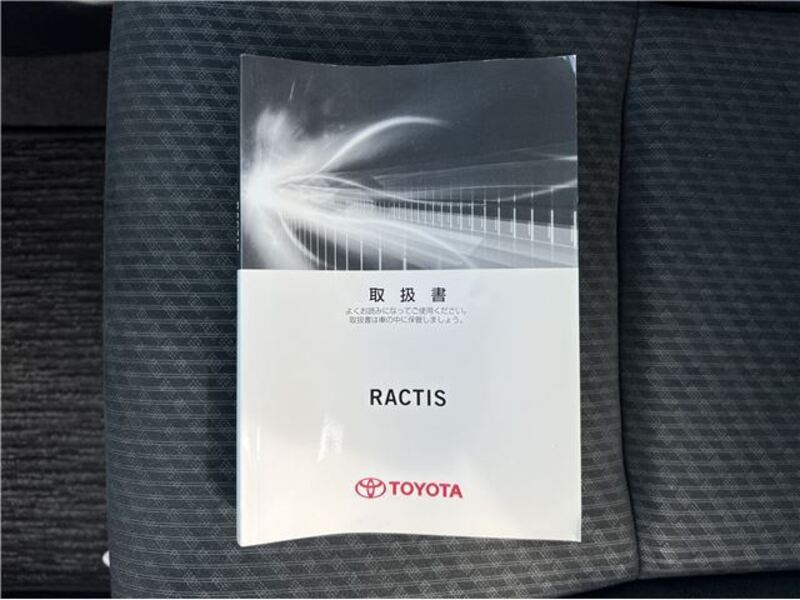 取扱書
よくお読みになってご使用ください。
取扱書は車の中に保管しましょう。
RACTIS
TOYOTA